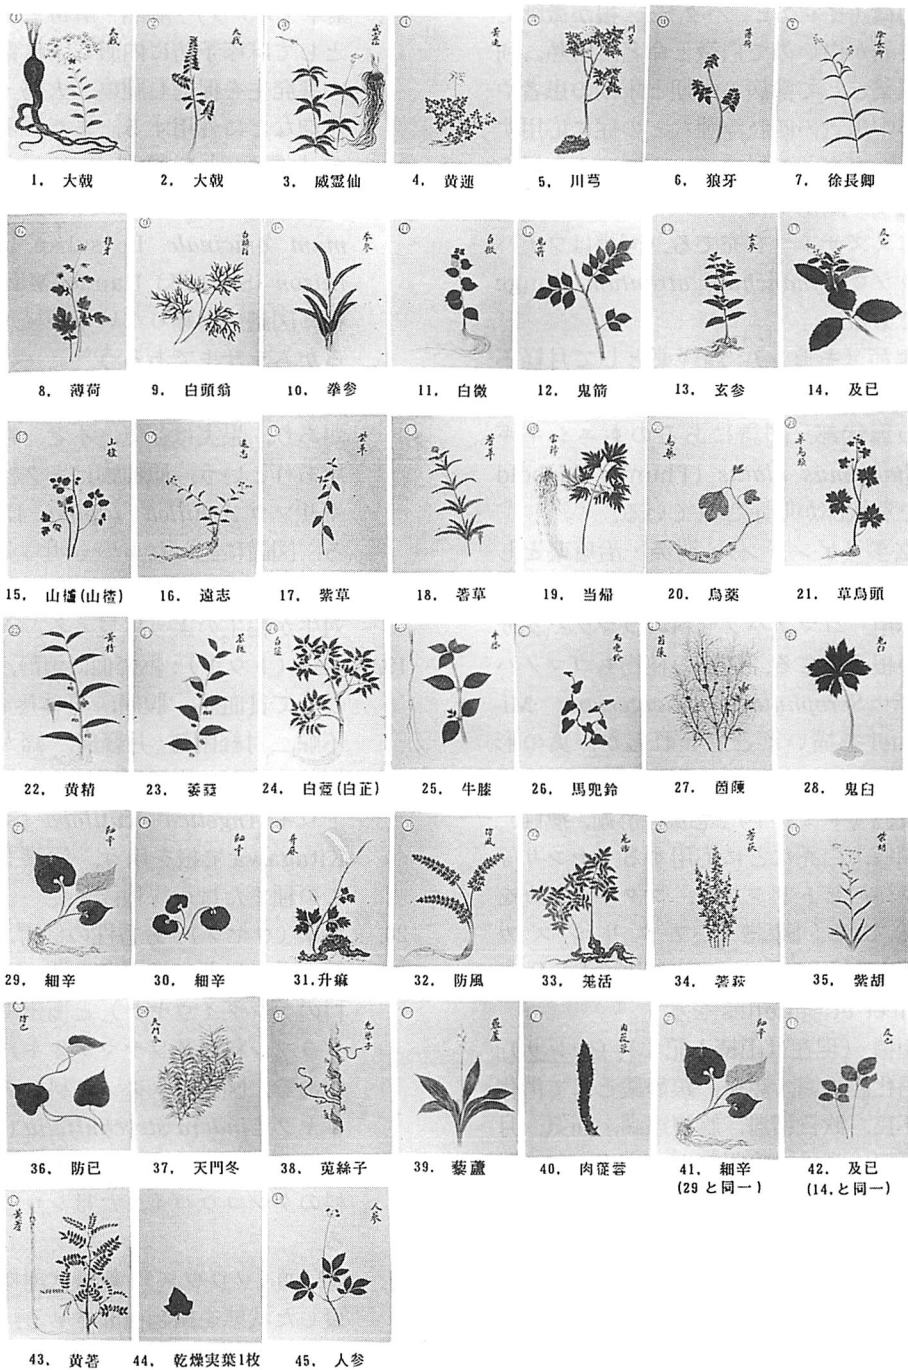 1. 大戟
2. 大戟
3. 威霊仙
4. 黄蓮
5. 川芎
6. 狼牙
7. 徐長卿
8. 薄荷
9. 白頭翁
10. 拳参
11. 白微
12. 鬼箭
13. 玄参
14. 及已
15. 山樝(山楂)
16. 遠志
17. 紫草
18. 蓍草
19. 当帰
20. 烏薬
21. 草烏頭
22. 黄精
23. 萎蕤
24. 白芷(白正)
25. 牛膝
26. 馬兜鈴
27. 茵蔯
28. 鬼臼
29. 細辛
30. 細辛
31. 升麻
32. 防風
33. 羌活
34. 蓍萩
35. 紫胡
36. 防已
37. 天門冬
38. 莵絲子
39. 藜蘆
40. 肉蓯蓉
41. 細辛
(29と同一)
42. 及已
(14.と同一)
43. 黄蓍
44. 乾燥実葉1枚
45. 人参